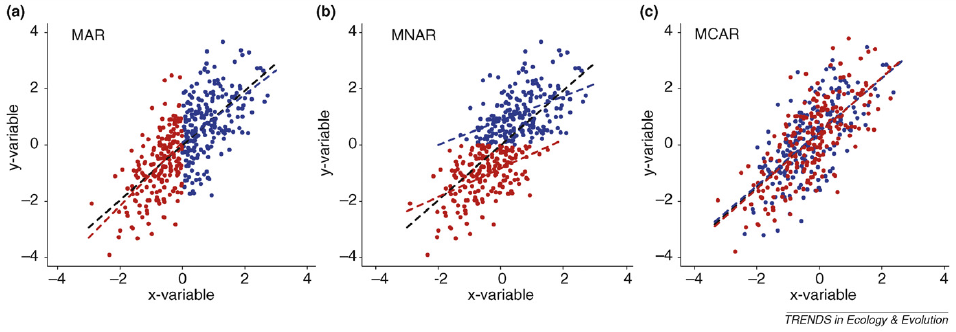 (a)
(b)
(c)
MAR
MNAR
MCAR
4
2
0
−2
−4
y-variable
−4 −2 0 2 4
x-variable
4
2
0
−2
−4
y-variable
−4 −2 0 2 4
x-variable
4
2
0
−2
−4
y-variable
−4 −2 0 2 4
x-variable
TRENDS in Ecology & Evolution